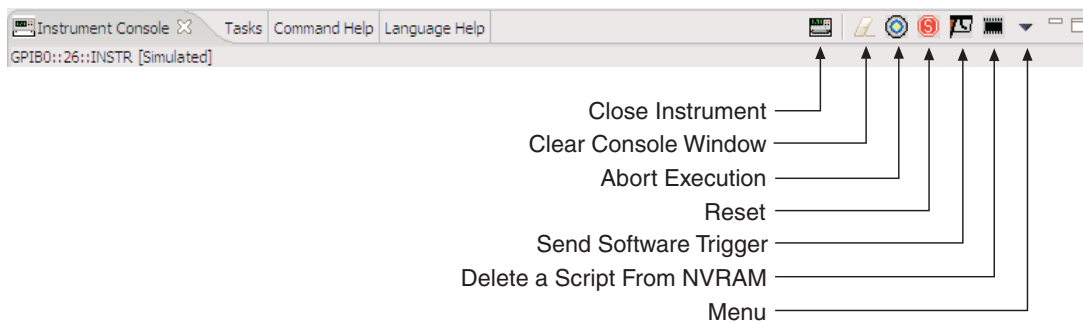 Instrument Console Tasks Command Help Language Help
GPIB0::26::INSTR [Simulated]
Close Instrument
Clear Console Window
Abort Execution
Reset
Send Software Trigger
Delete a Script From NVRAM
Menu